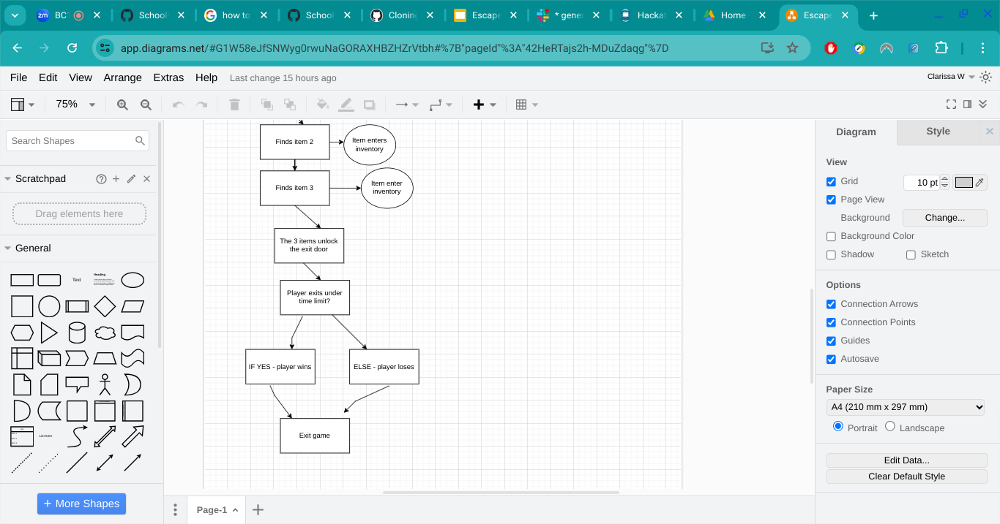 BC
School
how to
School
Cloning
Escape
* gener
Hackat
Home
Escape
app.diagrams.net/#G1W58eJfSNWyg0rwuNaGORAXHBZHZrVtbh#%7B"pageId"%3A"42HeRTajs2h-MDuZdaqg"%7D
File Edit View Arrange Extras Help Last change 15 hours ago
Clarissa W
75%
Search Shapes
Scratchpad
Drag elements here
General
Text
Heading
List Item
+ More Shapes
Finds item 2
Item enters
inventory
Finds item 3
Item enter
inventory
The 3 items unlock
the exit door
Player exits under
time limit?
IF YES - player wins
ELSE - player loses
Exit game
Page-1
Diagram
Style
View
Grid
10 pt
Page View
Background
Change...
Background Color
Shadow
Sketch
Options
Connection Arrows
Connection Points
Guides
Autosave
Paper Size
A4 (210 mm x 297 mm)
Portrait
Landscape
Edit Data...
Clear Default Style